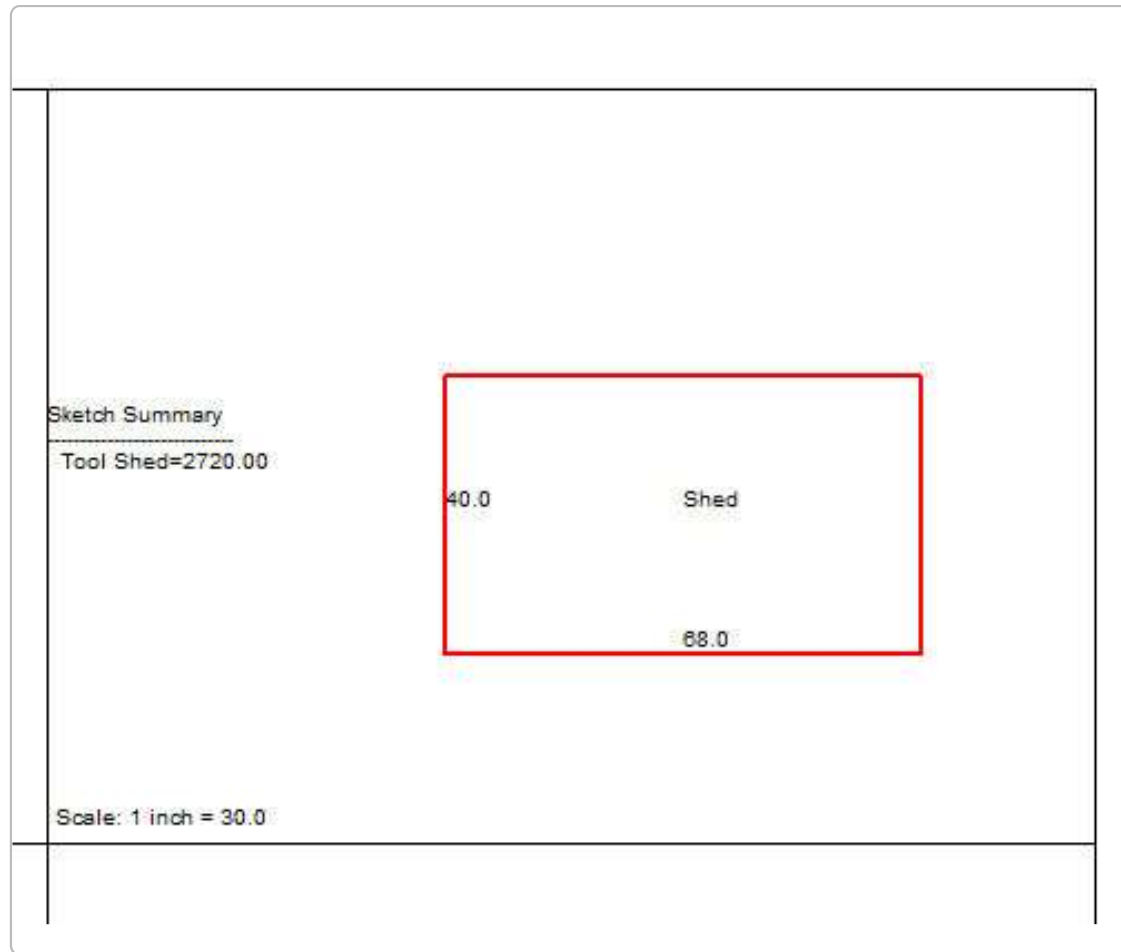 Sketch Summary
Tool Shed=2720.00
40.0 Shed
68.0
Scale: 1 inch = 30.0